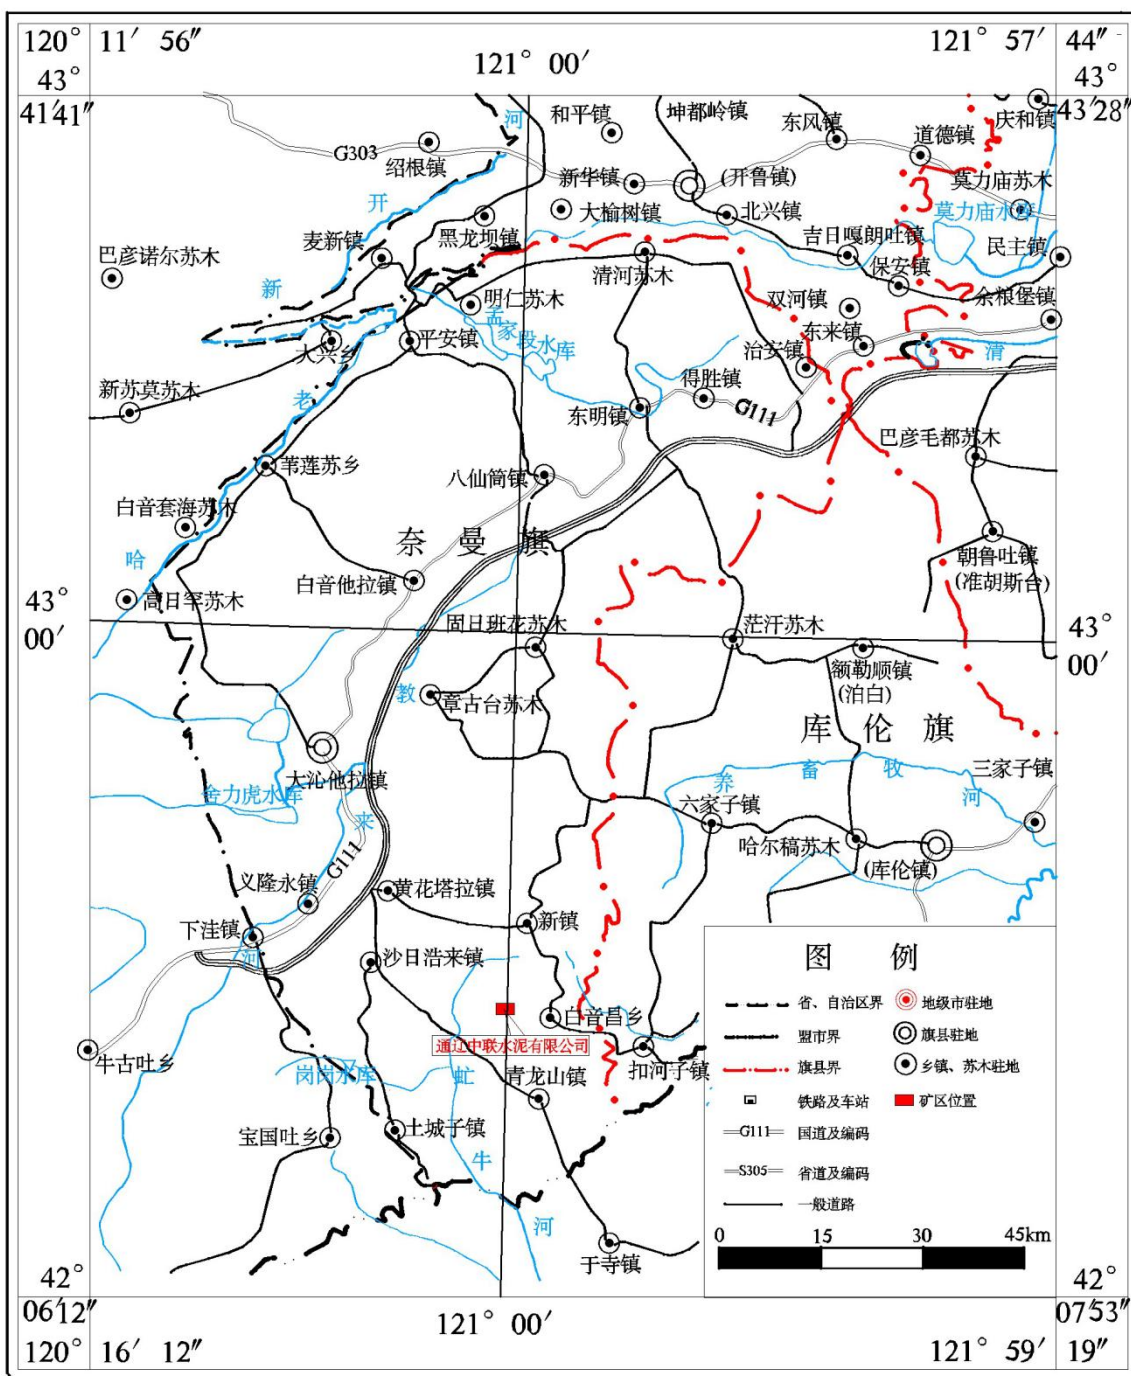 120° 11′ 56″
121° 57′ 44″
121° 00′
43°
41′41″
43°
43′28″
河
和平镇
坤都岭镇
东风镇
庆和镇
道德镇
G303
绍根镇
新华镇
(开鲁镇)
莫力庙苏木
开
大榆树镇
北兴镇
莫力庙水库
麦新镇
黑龙坝镇
吉日嘎朗吐镇
民主镇
巴彦诺尔苏木
清河苏木
保安镇
新
明仁苏木
双河镇
余粮堡镇
孟家段水库
东来镇
大兴乡
平安镇
治安镇
清
新苏莫苏木
老
得胜镇
东明镇
G111
巴彦毛都苏木
苇莲苏乡
八仙筒镇
白音套海苏木
奈曼旗
朝鲁吐镇
(准胡斯台)
哈
白音他拉镇
高日罕苏木
43°
00′
固日班花苏木
茫汗苏木
43°
00′
额勒顺镇
(泊白)
教
章古台苏木
库伦旗
大沁他拉镇
养畜牧河
三家子镇
舍力虎水库
来
六家子镇
哈尔稿苏木
(库伦镇)
G111
义隆永镇
黄花塔拉镇
下洼镇
新镇
河
沙日浩来镇
白音昌乡
通辽中联水泥有限公司
牛古吐乡
岗岗水库
虻
青龙山镇
扣河子镇
宝国吐乡
土城子镇
牛
河
于寺镇
图例
省、自治区界
地级市驻地
盟市界
旗县驻地
旗县界
乡镇、苏木驻地
铁路及车站
矿区位置
G111
国道及编码
S305
省道及编码
一般道路
0 15 30 45km
42°
06′12″
42°
07′53″
121° 00′
120° 16′ 12″
121° 59′ 19″